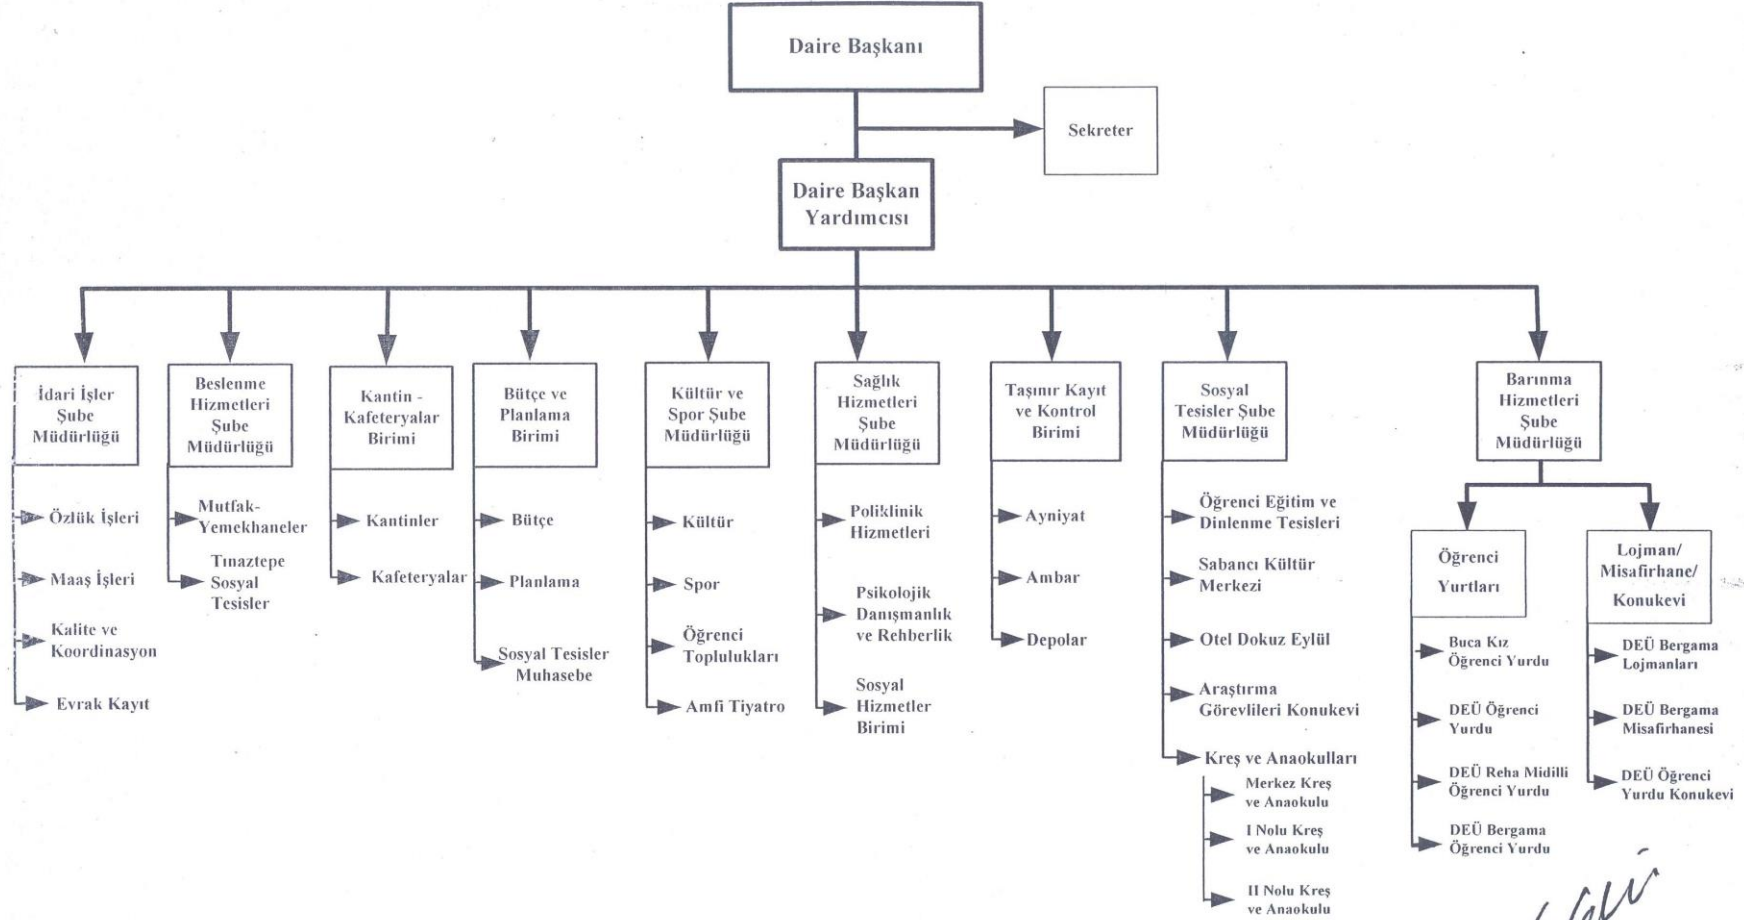 Daire Başkanı
Sekreter
Daire Başkan
Yardımcısı
İdari İşler
Şube
Müdürlüğü
Özlük İşleri
Maaş İşleri
Kalite ve
Koordinasyon
Evrak Kayıt
Beslenme
Hizmetleri
Şube
Müdürlüğü
Mutfak-
Yemekhaneler
Tınaztepe
Sosyal
Tesisler
Kantin -
Kafeteryalar
Birimi
Kantinler
Kafeteryalar
Bütçe ve
Planlama
Birimi
Bütçe
Planlama
Sosyal Tesisler
Muhasebe
Kültür ve
Spor Şube
Müdürlüğü
Kültür
Spor
Öğrenci
Toplulukları
Amfi Tiyatro
Sağlık
Hizmetleri
Şube
Müdürlüğü
Poliklinik
Hizmetleri
Psikolojik
Danışmanlık
ve Rehberlik
Sosyal
Hizmetler
Birimi
Taşınır Kayıt
ve Kontrol
Birimi
Ayniyat
Ambar
Depolar
Sosyal
Tesisler Şube
Müdürlüğü
Öğrenci Eğitim ve
Dinlenme Tesisleri
Sabancı Kültür
Merkezi
Otel Dokuz Eylül
Araştırma
Görevlileri Konukevi
Kreş ve Anaokulları
Merkez Kreş
ve Anaokulu
I Nolu Kreş
ve Anaokulu
II Nolu Kreş
ve Anaokulu
Barınma
Hizmetleri
Şube
Müdürlüğü
Öğrenci
Yurtları
Buca Kız
Öğrenci Yurdu
DEÜ Öğrenci
Yurdu
DEÜ Reha Midilli
Öğrenci Yurdu
DEÜ Bergama
Öğrenci Yurdu
Lojman/
Misafirhane/
Konukevi
DEÜ Bergama
Lojmanları
DEÜ Bergama
Misafirhanesi
DEÜ Öğrenci
Yurdu Konukevi